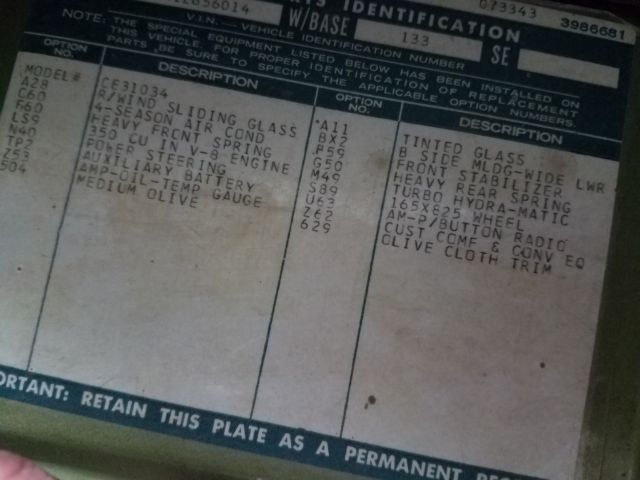 PARTS IDENTIFICATION
073343 3986681
W/BASE 133 SE
V.I.N. — VEHICLE IDENTIFICATION NUMBER
NOTE: THE SPECIAL EQUIPMENT LISTED BELOW HAS BEEN INSTALLED ON
THIS VEHICLE, FOR PROPER IDENTIFICATION OF REPLACEMENT
PARTS, BE SURE TO SPECIFY THE APPLICABLE OPTION NUMBERS.
OPTION NO. DESCRIPTION
MODEL# CE31034
A28 R/WIND SLIDING GLASS
C60 4-SEASON AIR COND
F60 HEAVY FRONT SPRING
LS9 350 CU IN V-8 ENGINE
N40 POWER STEERING
TP2 AUXILIARY BATTERY
Z53 AMP-OIL-TEMP GAUGE
504 MEDIUM OLIVE
OPTION NO. DESCRIPTION
A11 TINTED GLASS
BX2 B SIDE MLDG-WIDE LWR
F59 FRONT STABILIZER
G50 HEAVY REAR SPRING
M49 TURBO HYDRA-MATIC
S89 165X825 WHEEL
U63 AM-P/BUTTON RADIO
Z62 CUST COMF & CONV EQ
629 OLIVE CLOTH TRIM
ORTANT: RETAIN THIS PLATE AS A PERMANENT